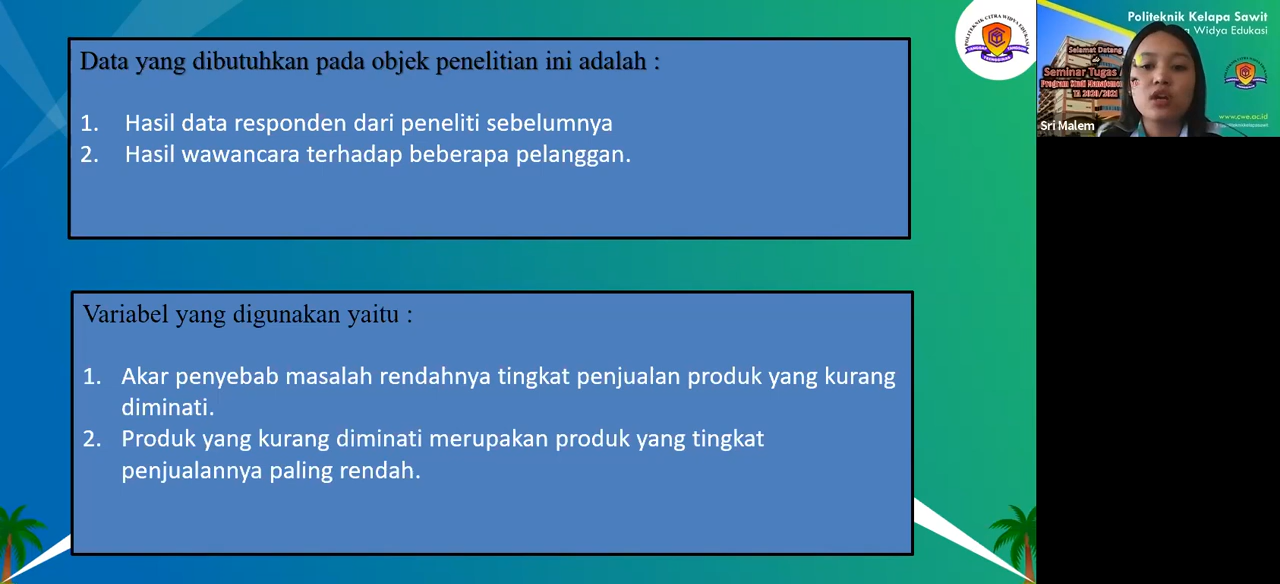 Data yang dibutuhkan pada objek penelitian ini adalah :
1. Hasil data responden dari peneliti sebelumnya
2. Hasil wawancara terhadap beberapa pelanggan.
Variabel yang digunakan yaitu :
1. Akar penyebab masalah rendahnya tingkat penjualan produk yang kurang
diminati.
2. Produk yang kurang diminati merupakan produk yang tingkat
penjualannya paling rendah.
Politeknik Kelapa Sawit
Widya Edukasi
Selamat Datang
di
Seminar Tugas
Program Studi
TA 2020/2021
www.cwe.ac.id
Sri Malem